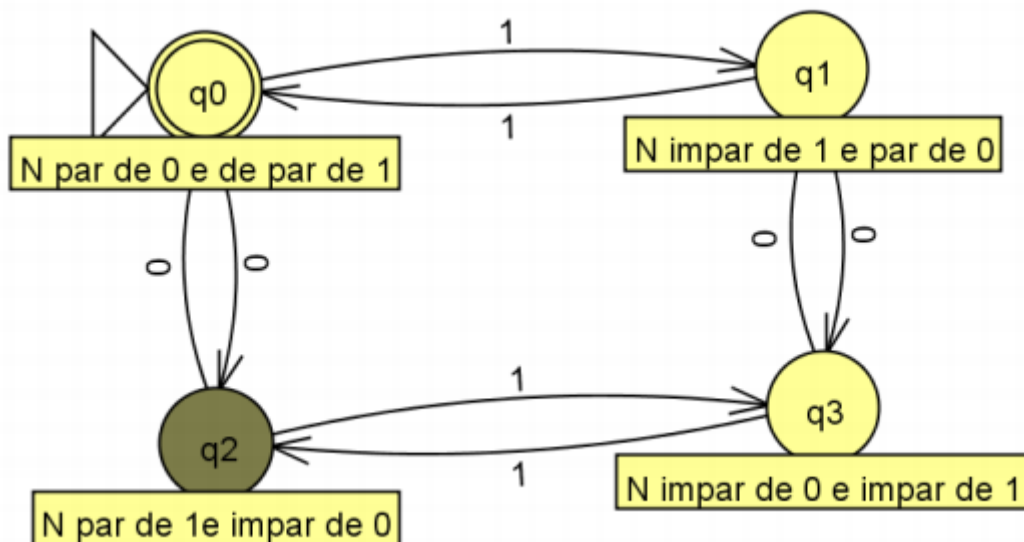 1
q0
q1
1
N par de 0 e de par de 1
N impar de 1 e par de 0
0
0
0
0
1
q2
q3
1
N par de 1e impar de 0
N impar de 0 e impar de 1